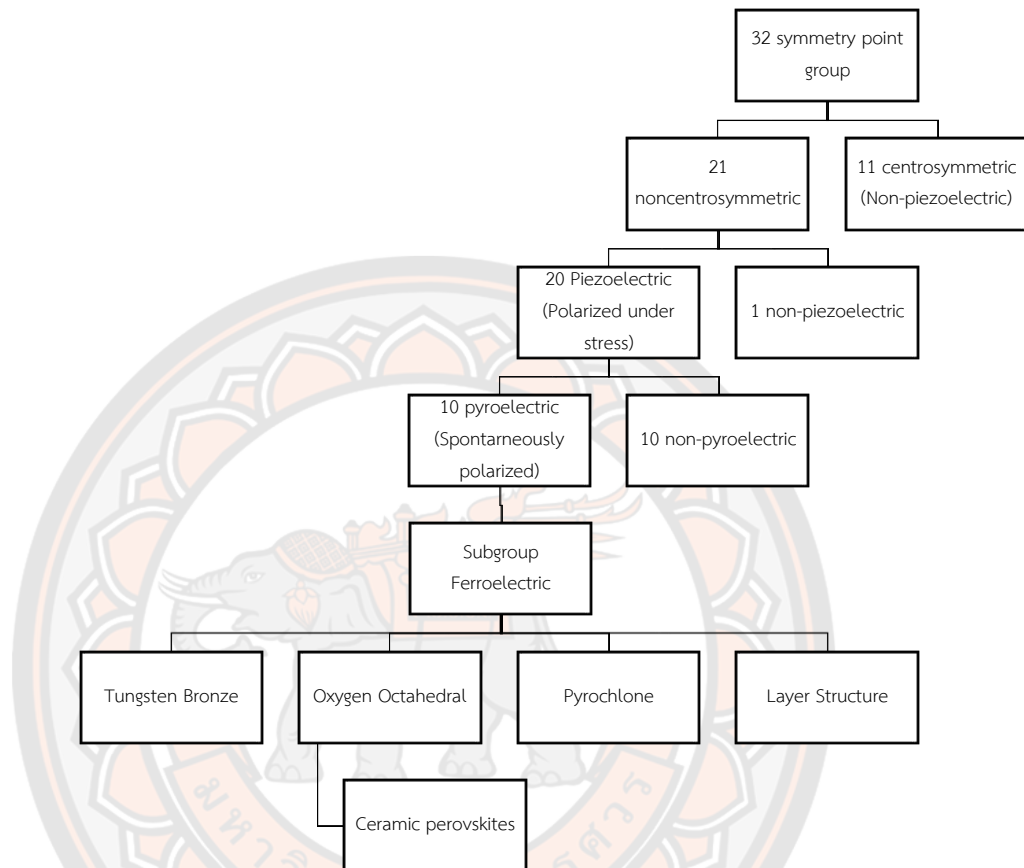 32 symmetry point
group
21
noncentrosymmetric
11 centrosymmetric
(Non-piezoelectric)
20 Piezoelectric
(Polarized under
stress)
1 non-piezoelectric
10 pyroelectric
(Spontarneously
polarized)
10 non-pyroelectric
Subgroup
Ferroelectric
Tungsten Bronze
Oxygen Octahedral
Pyrochlone
Layer Structure
Ceramic perovskites